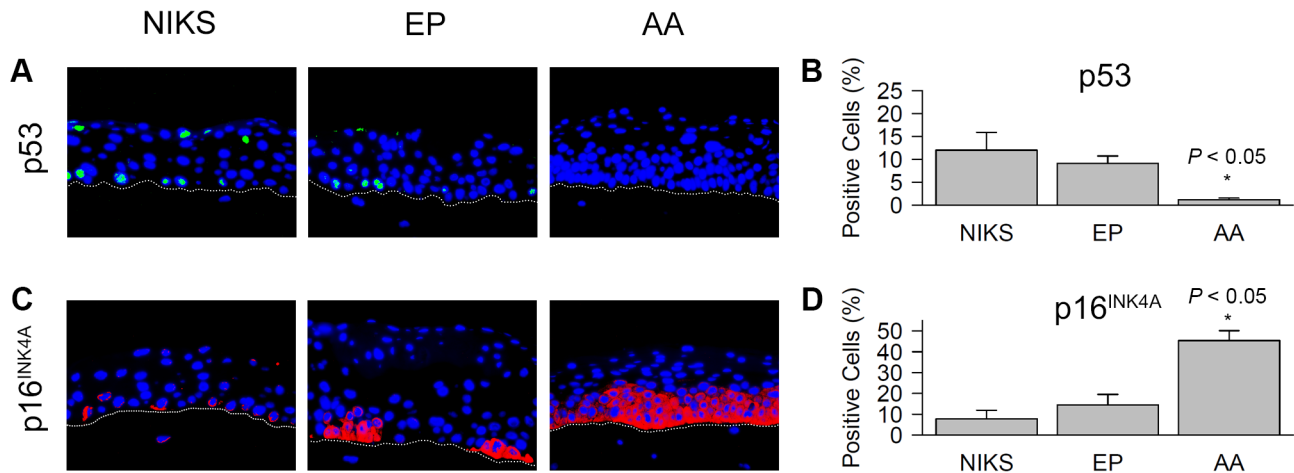 NIKS EP AA
A
p53
B
p53
Positive Cells (%)
25
20
15
10
5
0
P < 0.05
*
NIKS EP AA
C
p16INK4A
D
p16INK4A
Positive Cells (%)
50
40
30
20
10
0
P < 0.05
*
NIKS EP AA